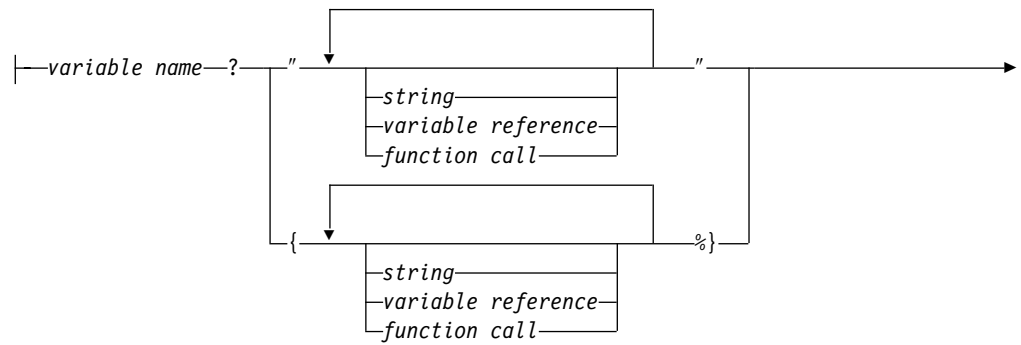 variable name ? " "
string
variable reference
function call
{ %}
string
variable reference
function call